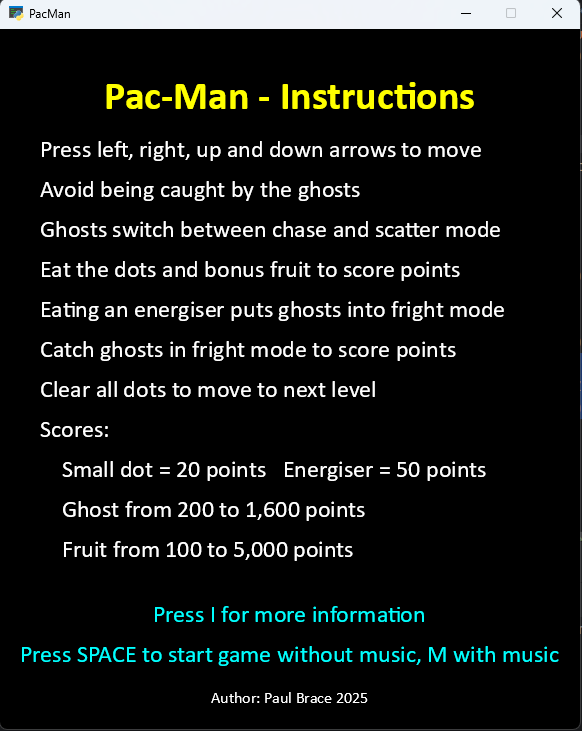 PacMan
Pac-Man - Instructions
Press left, right, up and down arrows to move
Avoid being caught by the ghosts
Ghosts switch between chase and scatter mode
Eat the dots and bonus fruit to score points
Eating an energiser puts ghosts into fright mode
Catch ghosts in fright mode to score points
Clear all dots to move to next level
Scores:
Small dot = 20 points   Energiser = 50 points
Ghost from 200 to 1,600 points
Fruit from 100 to 5,000 points
Press I for more information
Press SPACE to start game without music, M with music
Author: Paul Brace 2025